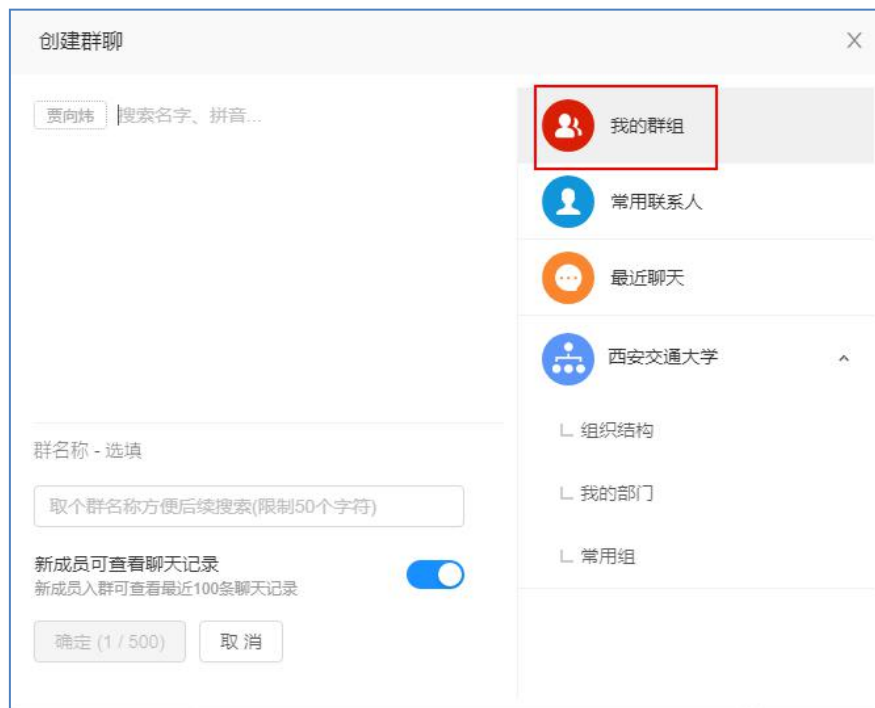 创建群聊
贾向炜 搜索名字、拼音...
群名称 - 选填
取个群名称方便后续搜索(限制50个字符)
新成员可查看聊天记录
新成员入群可查看最近100条聊天记录
确定 (1 / 500) 取 消
我的群组
常用联系人
最近聊天
西安交通大学
组织结构
我的部门
常用组